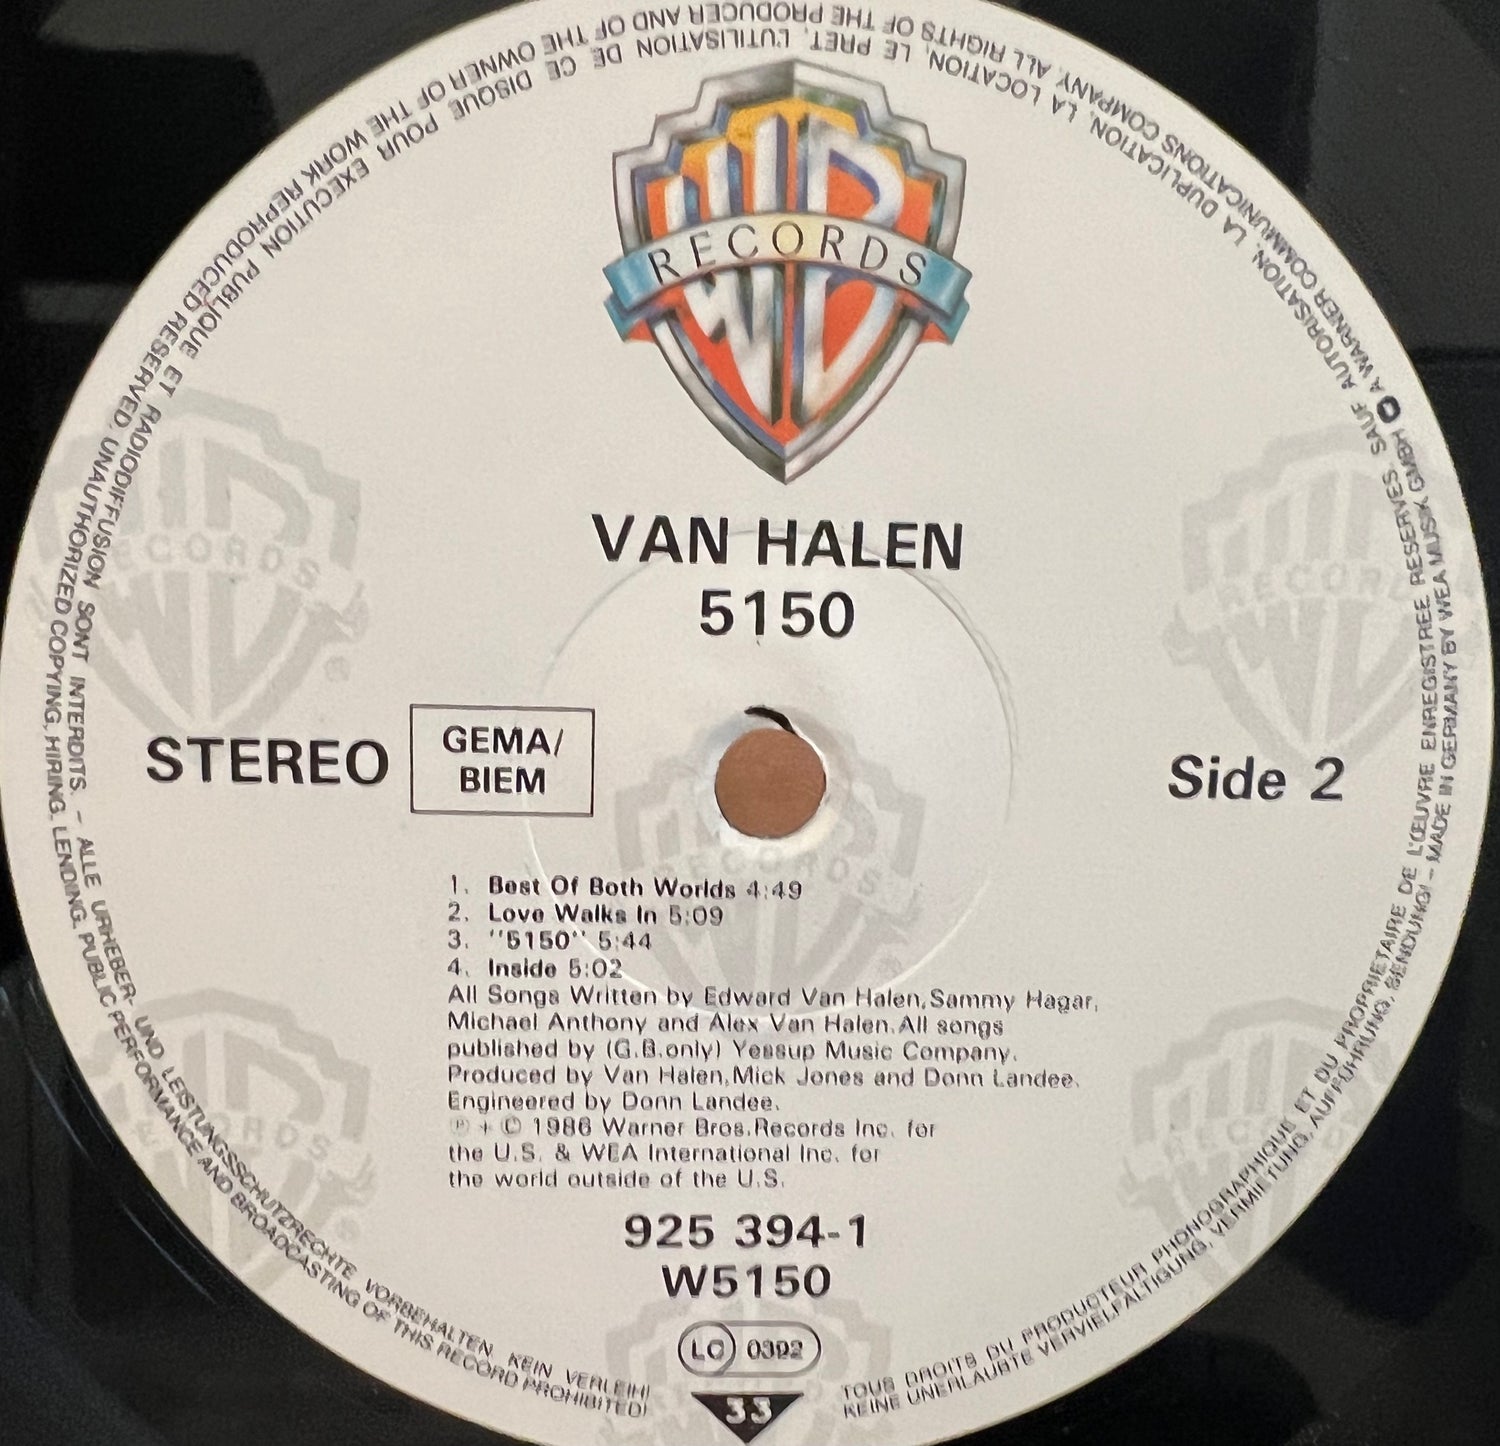 WB
RECORDS
VAN HALEN
5150
STEREO
GEMA/
BIEM
Side 2
1. Best Of Both Worlds 4:49
2. Love Walks In 5:09
3. "5150" 5:44
4. Inside 5:02
All Songs Written by Edward Van Halen, Sammy Hagar,
Michael Anthony and Alex Van Halen. All songs
published by (G.B. only) Yessup Music Company.
Produced by Van Halen, Mick Jones and Donn Landee.
Engineered by Donn Landee.
℗ + © 1986 Warner Bros. Records Inc. for
the U.S. & WEA International Inc. for
the world outside of the U.S.
925 394-1
W5150
LC 0392
33
TOUS DROITS DU PRODUCTEUR PHONOGRAPHIQUE ET DU PROPRIETAIRE DE L'ŒUVRE ENREGISTREE RESERVES. SAUF AUTORISATION, LA DUPLICATION, LA LOCATION, LE PRET, L'UTILISATION DE CE DISQUE POUR EXECUTION PUBLIQUE ET RADIODIFFUSION SONT INTERDITS. – ALLE URHEBER- UND LEISTUNGSSCHUTZRECHTE VORBEHALTEN. KEIN VERLEIH!
KEINE UNERLAUBTE VERVIELFÄLTIGUNG, VERMIETUNG, AUFFÜHRUNG, SENDUNG! – MADE IN GERMANY BY WEA MUSIK GMBH A WARNER COMMUNICATIONS COMPANY. ALL RIGHTS OF THE PRODUCER AND OF THE OWNER OF THE WORK REPRODUCED RESERVED. UNAUTHORIZED COPYING, HIRING, LENDING, PUBLIC PERFORMANCE AND BROADCASTING OF THIS RECORD PROHIBITED!